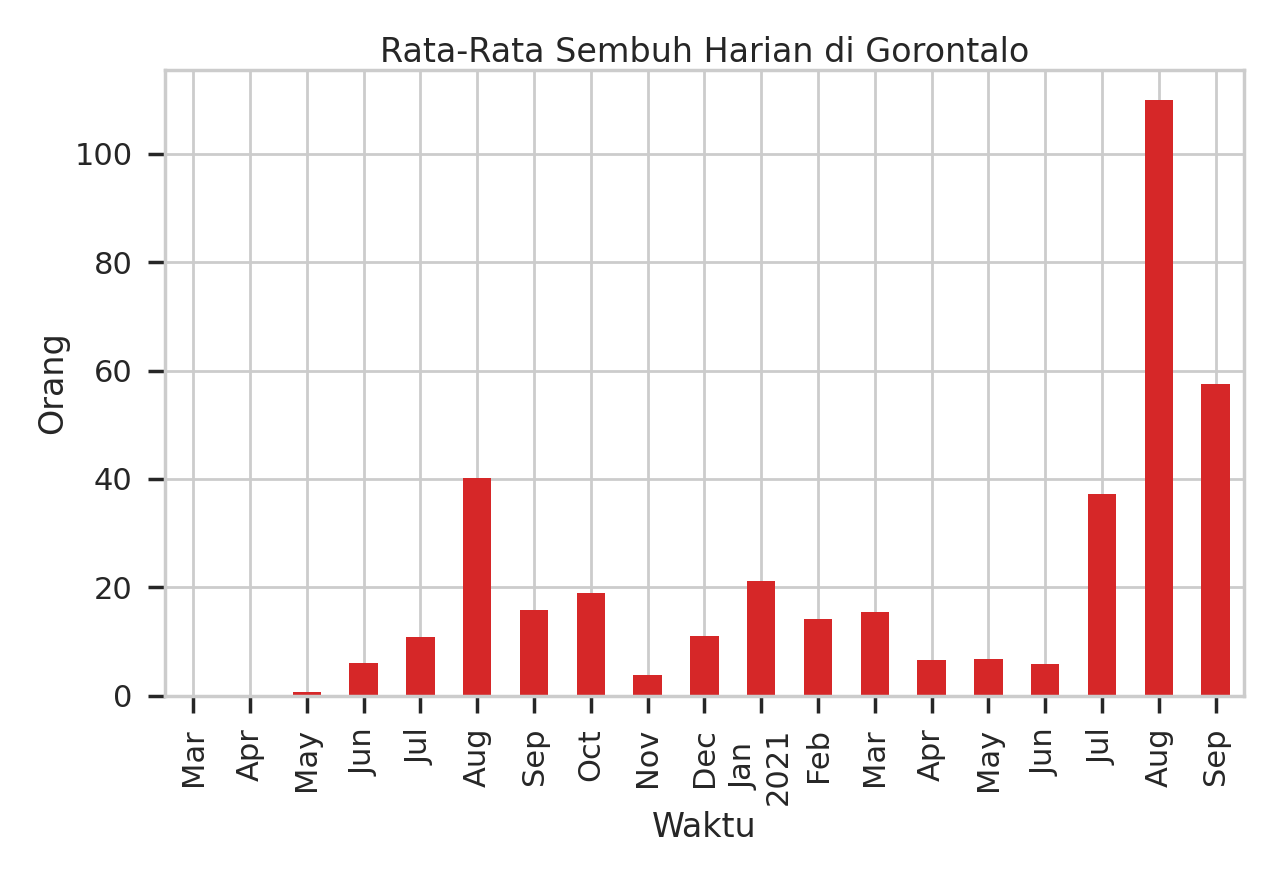 Rata-Rata Sembuh Harian di Gorontalo
Orang
100
80
60
40
20
0
Mar
Apr
May
Jun
Jul
Aug
Sep
Oct
Nov
Dec
Jan
2021
Feb
Mar
Apr
May
Jun
Jul
Aug
Sep
Waktu